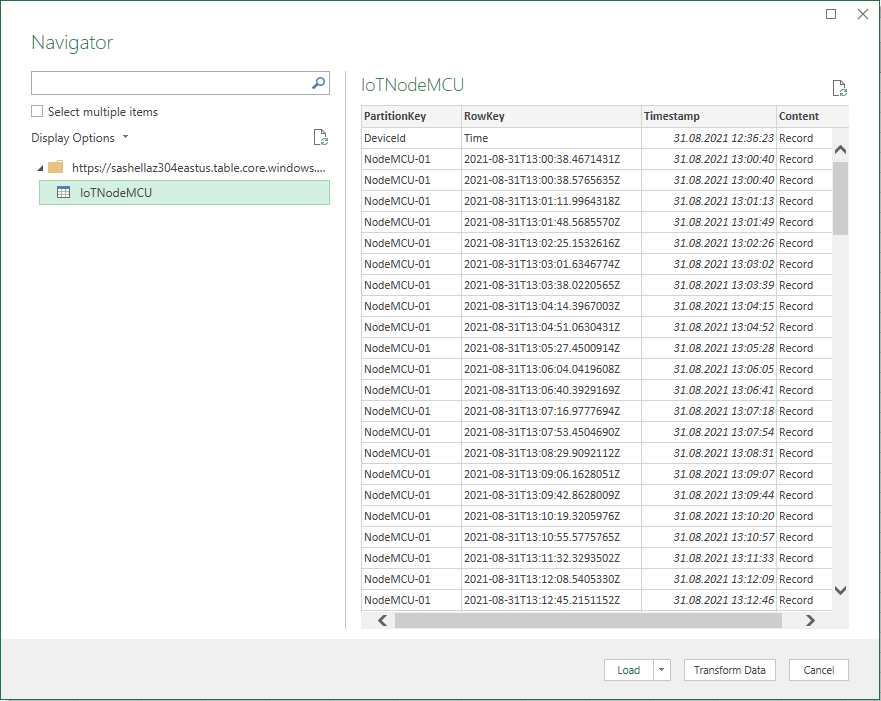 Navigator
Select multiple items
Display Options
https://sashellaz304eastus.table.core.windows....
IoTNodeMCU
IoTNodeMCU
PartitionKey RowKey Timestamp Content
DeviceId Time 31.08.2021 12:36:23 Record
NodeMCU-01 2021-08-31T13:00:38.4671431Z 31.08.2021 13:00:40 Record
NodeMCU-01 2021-08-31T13:00:38.5765635Z 31.08.2021 13:00:40 Record
NodeMCU-01 2021-08-31T13:01:11.9964318Z 31.08.2021 13:01:13 Record
NodeMCU-01 2021-08-31T13:01:48.5685570Z 31.08.2021 13:01:49 Record
NodeMCU-01 2021-08-31T13:02:25.1532616Z 31.08.2021 13:02:26 Record
NodeMCU-01 2021-08-31T13:03:01.6346774Z 31.08.2021 13:03:02 Record
NodeMCU-01 2021-08-31T13:03:38.0220565Z 31.08.2021 13:03:39 Record
NodeMCU-01 2021-08-31T13:04:14.3967003Z 31.08.2021 13:04:15 Record
NodeMCU-01 2021-08-31T13:04:51.0630431Z 31.08.2021 13:04:52 Record
NodeMCU-01 2021-08-31T13:05:27.4500914Z 31.08.2021 13:05:28 Record
NodeMCU-01 2021-08-31T13:06:04.0419608Z 31.08.2021 13:06:05 Record
NodeMCU-01 2021-08-31T13:06:40.3929169Z 31.08.2021 13:06:41 Record
NodeMCU-01 2021-08-31T13:07:16.9777694Z 31.08.2021 13:07:18 Record
NodeMCU-01 2021-08-31T13:07:53.4504690Z 31.08.2021 13:07:54 Record
NodeMCU-01 2021-08-31T13:08:29.9092112Z 31.08.2021 13:08:31 Record
NodeMCU-01 2021-08-31T13:09:06.1628051Z 31.08.2021 13:09:07 Record
NodeMCU-01 2021-08-31T13:09:42.8628009Z 31.08.2021 13:09:44 Record
NodeMCU-01 2021-08-31T13:10:19.3205976Z 31.08.2021 13:10:20 Record
NodeMCU-01 2021-08-31T13:10:55.5775765Z 31.08.2021 13:10:57 Record
NodeMCU-01 2021-08-31T13:11:32.3293502Z 31.08.2021 13:11:33 Record
NodeMCU-01 2021-08-31T13:12:08.5405330Z 31.08.2021 13:12:09 Record
NodeMCU-01 2021-08-31T13:12:45.2151152Z 31.08.2021 13:12:46 Record
Load Transform Data Cancel